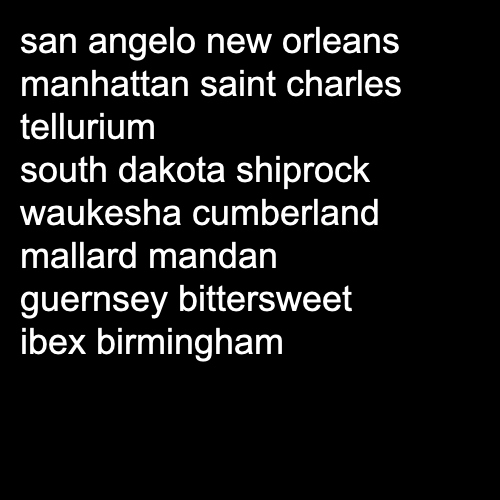 san angelo new orleans
manhattan saint charles
tellurium
south dakota shiprock
waukesha cumberland
mallard mandan
guernsey bittersweet
ibex birmingham